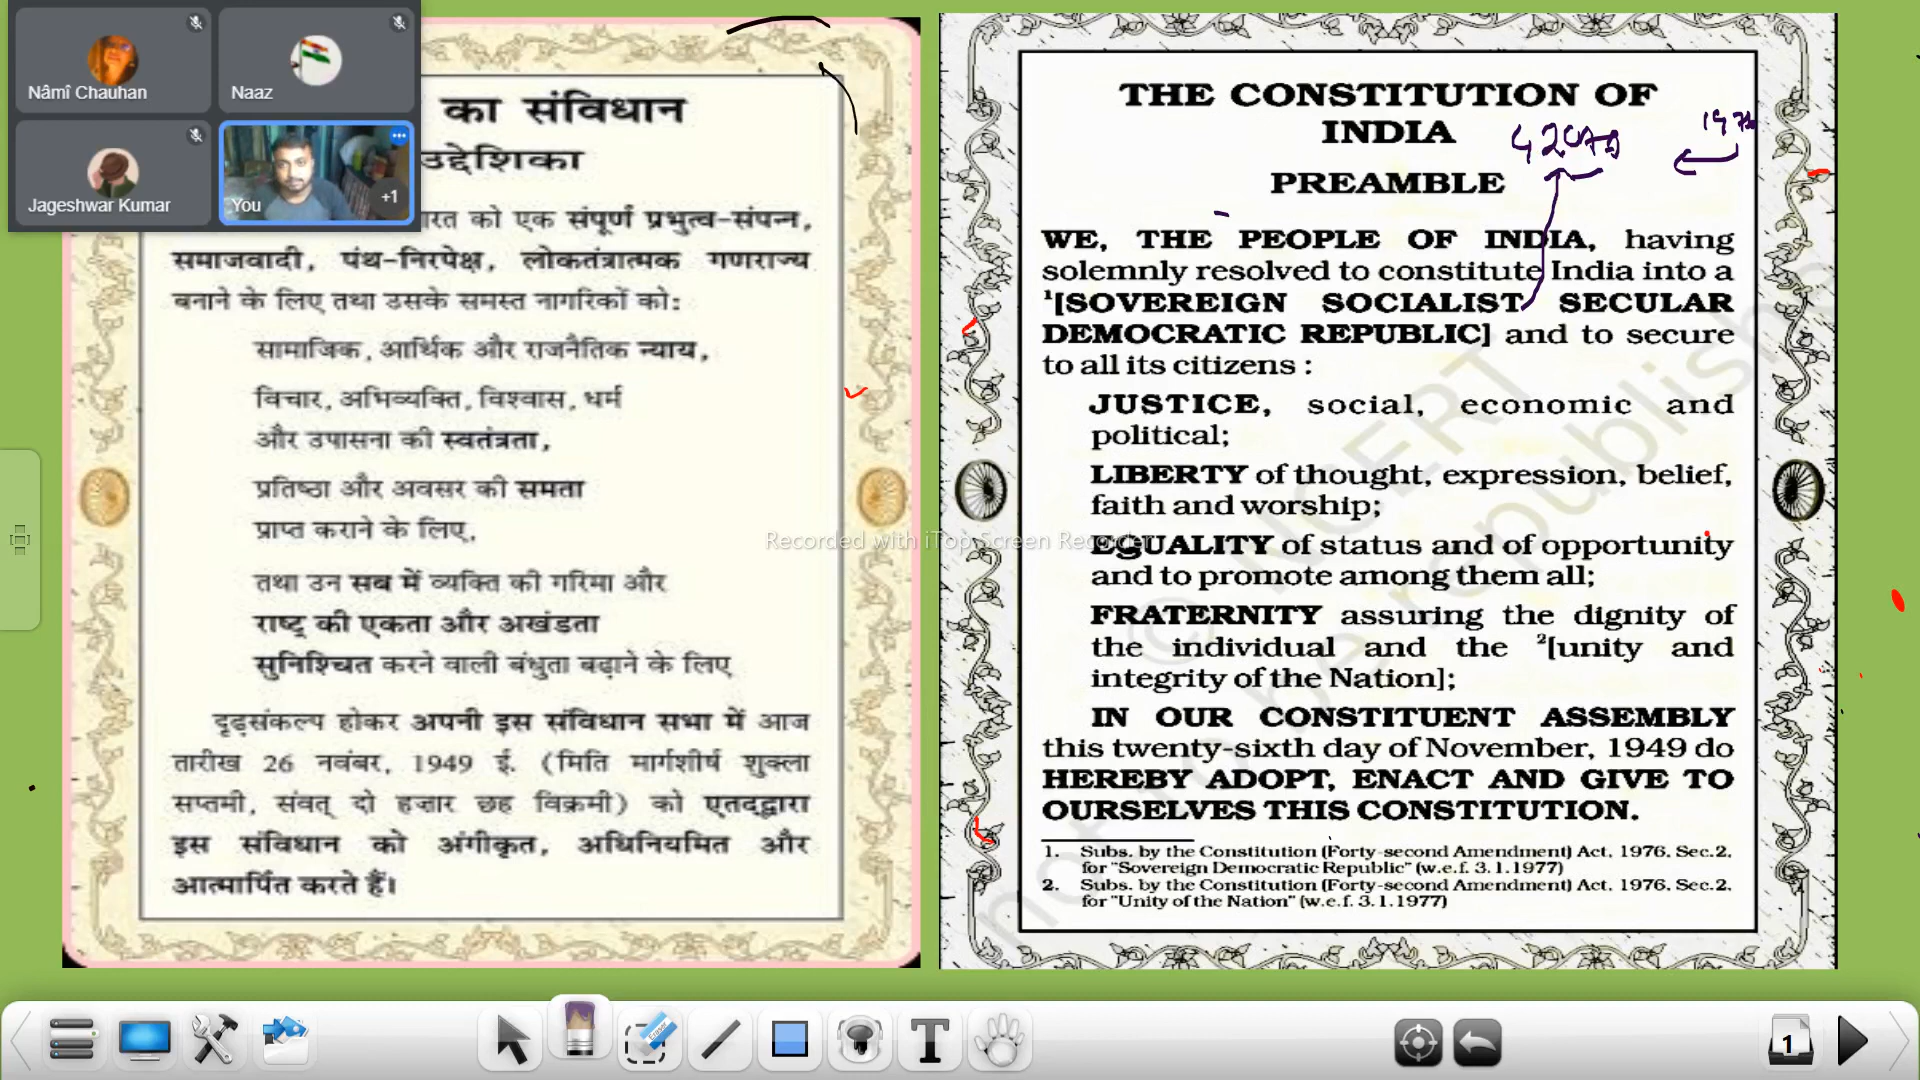 Nâmî Chauhan
Naaz
Jageshwar Kumar
You
+1
का संविधान
उद्देशिका
को एक संपूर्ण प्रभुत्व-संपन्न,
समाजवादी, पंथ-निरपेक्ष, लोकतंत्रात्मक गणराज्य
बनाने के लिए तथा उसके समस्त नागरिकों को:
सामाजिक, आर्थिक और राजनैतिक न्याय,
विचार, अभिव्यक्ति, विश्वास, धर्म
और उपासना की स्वतंत्रता,
प्रतिष्ठा और अवसर की समता
प्राप्त कराने के लिए,
तथा उन सब में व्यक्ति की गरिमा और
राष्ट्र की एकता और अखंडता
सुनिश्चित करने वाली बंधुता बढ़ाने के लिए
दृढ़संकल्प होकर अपनी इस संविधान सभा में आज
तारीख 26 नवंबर, 1949 ई. (मिति मार्गशीर्ष शुक्ला
सप्तमी, संवत् दो हज़ार छह विक्रमी) को एतद्द्वारा
इस संविधान को अंगीकृत, अधिनियमित और
आत्मार्पित करते हैं।
THE CONSTITUTION OF
INDIA
PREAMBLE
WE, THE PEOPLE OF INDIA, having
solemnly resolved to constitute India into a
¹[SOVEREIGN SOCIALIST SECULAR
DEMOCRATIC REPUBLIC] and to secure
to all its citizens :
JUSTICE, social, economic and
political;
LIBERTY of thought, expression, belief,
faith and worship;
EQUALITY of status and of opportunity
and to promote among them all;
FRATERNITY assuring the dignity of
the individual and the ²[unity and
integrity of the Nation];
IN OUR CONSTITUENT ASSEMBLY
this twenty-sixth day of November, 1949 do
HEREBY ADOPT, ENACT AND GIVE TO
OURSELVES THIS CONSTITUTION.
1. Subs. by the Constitution (Forty-second Amendment) Act, 1976, Sec.2,
for "Sovereign Democratic Republic" (w.e.f. 3.1.1977)
2. Subs. by the Constitution (Forty-second Amendment) Act, 1976, Sec.2,
for "Unity of the Nation" (w.e.f. 3.1.1977)
© NCERT
not to be republished
Recorded with iTop Screen Recorder
T
1